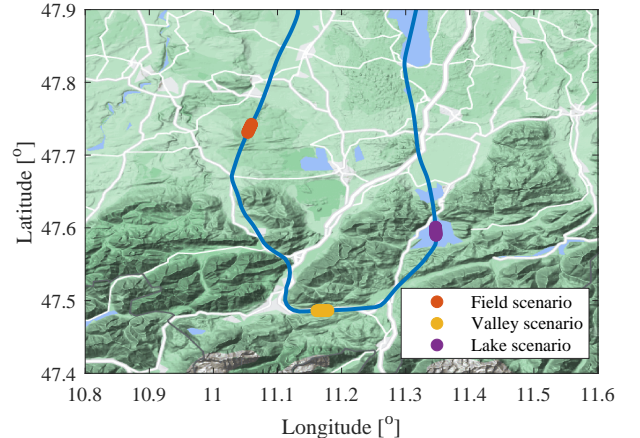 47.9
47.8
47.7
47.6
47.5
47.4
Latitude [°]
10.8 10.9 11 11.1 11.2 11.3 11.4 11.5 11.6
Longitude [°]
Field scenario
Valley scenario
Lake scenario